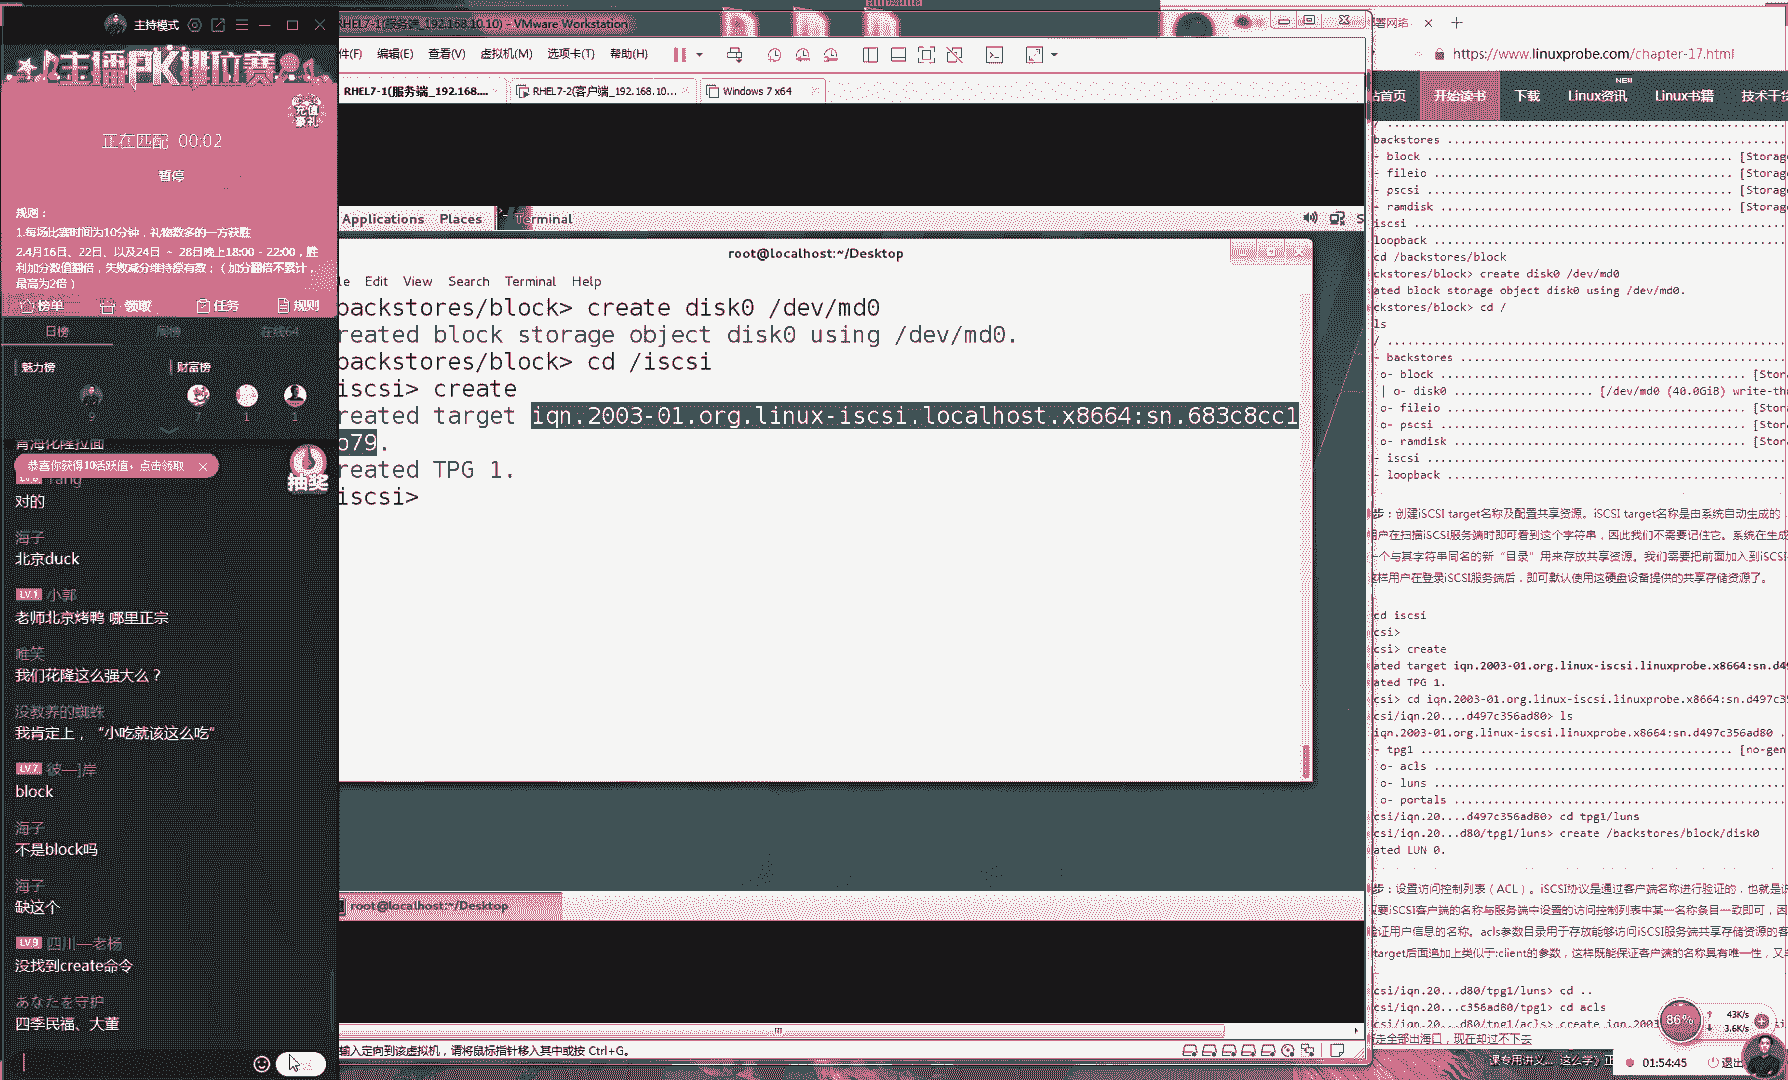 主持模式
主播PK排位赛
充值
豪礼
正在匹配 00:02
暂停
规则：
1.每场比赛时间为10分钟，礼物数多的一方获胜
2.4月16日、22日、以及24日 ~ 28日晚上18:00 - 22:00，胜
利加分数值翻倍，失败减分维持原有数；（加分翻倍不累计，
最高为2倍）
榜单 领取 任务 规则
日榜 周榜 在线64
魅力榜 财富榜
9 7 1 1
青海化隆拉面
恭喜你获得10活跃值，点击领取
抽奖
Yang
对的
海子
北京duck
LV.1 小郭
老师北京烤鸭 哪里正宗
唯笑
我们花隆这么强大么？
没教养的蜘蛛
我肯定上，“小吃就该这么吃”
LV.7 彼—]岸
block
海子
不是block吗
海子
缺这个
LV.9 四川—老杨
没找到create命令
あなたを守护
四季民福、大董
RHEL7-1(服务端_192.168.10.10) - VMware Workstation
件(F) 编辑(E) 查看(V) 虚拟机(M) 选项卡(T) 帮助(H)
RHEL7-1(服务端_192.168.... RHEL7-2(客户端_192.168.10... Windows 7 x64
Applications Places Terminal
root@localhost:~/Desktop
le Edit View Search Terminal Help
backstores/block> create disk0 /dev/md0
reated block storage object disk0 using /dev/md0.
backstores/block> cd /iscsi
iscsi> create
reated target iqn.2003-01.org.linux-iscsi.localhost.x8664:sn.683c8cc1
b79.
reated TPG 1.
iscsi>
root@localhost:~/Desktop
输入定向到该虚拟机，请将鼠标指针移入其中或按 Ctrl+G。
署网络
https://www.linuxprobe.com/chapter-17.html
NEW
站首页 开始读书 下载 Linux资讯 Linux书籍 技术干货
/ ..........................................
backstores ..........................................
- block .......................................... [Storage
- fileio .......................................... [Storage
- pscsi .......................................... [Storage
- ramdisk .......................................... [Storage
iscsi ..........................................
loopback ..........................................
cd /backstores/block
ckstores/block> create disk0 /dev/md0
ated block storage object disk0 using /dev/md0.
ckstores/block> cd /
ls
/ ..........................................
- backstores ..........................................
o- block .......................................... [Stor
| o- disk0 ...................... [/dev/md0 (40.0GiB) write-th
o- fileio .......................................... [Stor
o- pscsi .......................................... [Stor
o- ramdisk .......................................... [Stor
- iscsi ..........................................
- loopback ..........................................
步：创建iSCSI target名称及配置共享资源。iSCSI target名称是由系统自动生成的，
用户在扫描iSCSI服务端时即可看到这个字符串，因此我们不需要记住它。系统在生成
一个与其字符串同名的新“目录”用来存放共享资源。我们需要把前面加入到iSCSI
这样用户在登录iSCSI服务端后，即可默认使用这硬盘设备提供的共享存储资源了。
cd iscsi
csi>
csi> create
ated target iqn.2003-01.org.linux-iscsi.linuxprobe.x8664:sn.d49
ated TPG 1.
csi> cd iqn.2003-01.org.linux-iscsi.linuxprobe.x8664:sn.d497c35
csi/iqn.20....d497c356ad80> ls
iqn.2003-01.org.linux-iscsi.linuxprobe.x8664:sn.d497c356ad80 .
- tpg1 .......................................... [no-gen
o- acls ..........................................
o- luns ..........................................
o- portals ..........................................
csi/iqn.20....d497c356ad80> cd tpg1/luns
csi/iqn.20...d80/tpg1/luns> create /backstores/block/disk0
ated LUN 0.
步：设置访问控制列表（ACL）。iSCSI协议是通过客户端名称进行验证的，也就是说
要iSCSI客户端的名称与服务端中设置的访问控制列表中某一名称条目一致即可，因
验证用户信息的名称。acls参数目录用于存放能够访问iSCSI服务端共享存储资源的客
target后面追加上类似于:client的参数，这样既能保证客户端的名称具有唯一性，又
csi/iqn.20...d80/tpg1/luns> cd ..
csi/iqn.20...c356ad80/tpg1> cd acls
csi/iqn.20...d80/tpg1/acls> create iqn.2003
全部出海口，现在却过不下去
86% 43K/s
3.6K/s
01:54:45 退出